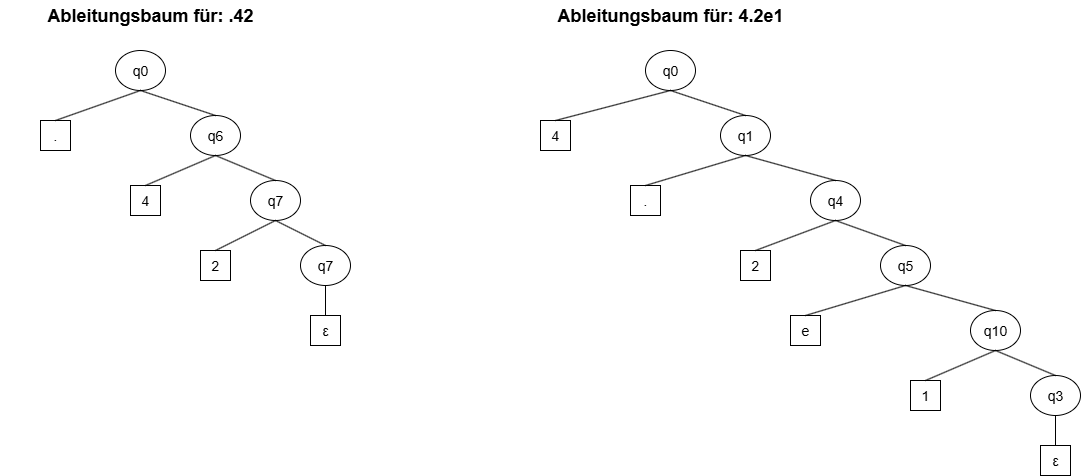 Ableitungsbaum für: .42
q0
.
q6
4
q7
2
q7
ε
Ableitungsbaum für: 4.2e1
q0
4
q1
.
q4
2
q5
e
q10
1
q3
ε